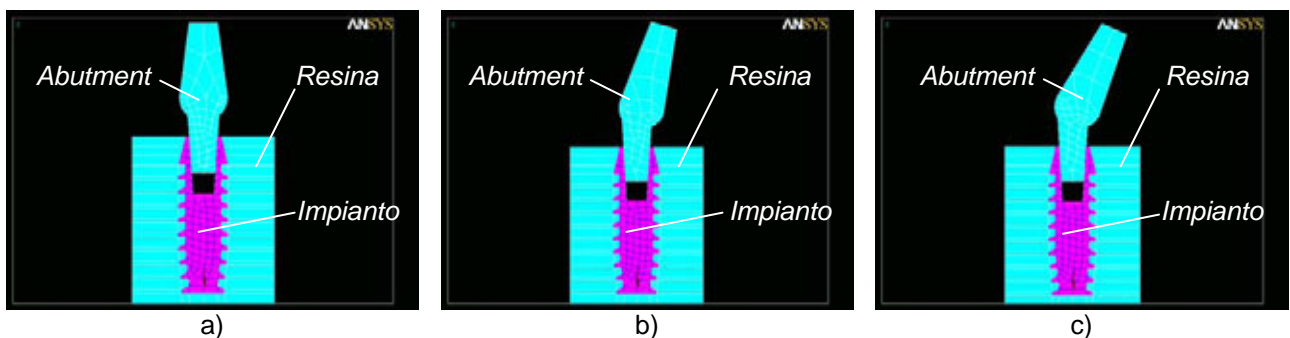 ANSYS
Abutment Resina
Impianto
a)
ANSYS
Abutment Resina
Impianto
b)
ANSYS
Abutment Resina
Impianto
c)